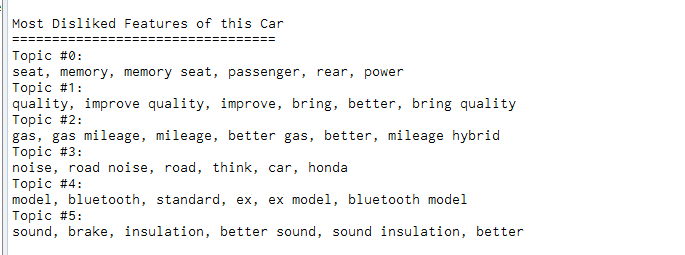 Most Disliked Features of this Car
=================================
Topic #0:
seat, memory, memory seat, passenger, rear, power
Topic #1:
quality, improve quality, improve, bring, better, bring quality
Topic #2:
gas, gas mileage, mileage, better gas, better, mileage hybrid
Topic #3:
noise, road noise, road, think, car, honda
Topic #4:
model, bluetooth, standard, ex, ex model, bluetooth model
Topic #5:
sound, brake, insulation, better sound, sound insulation, better